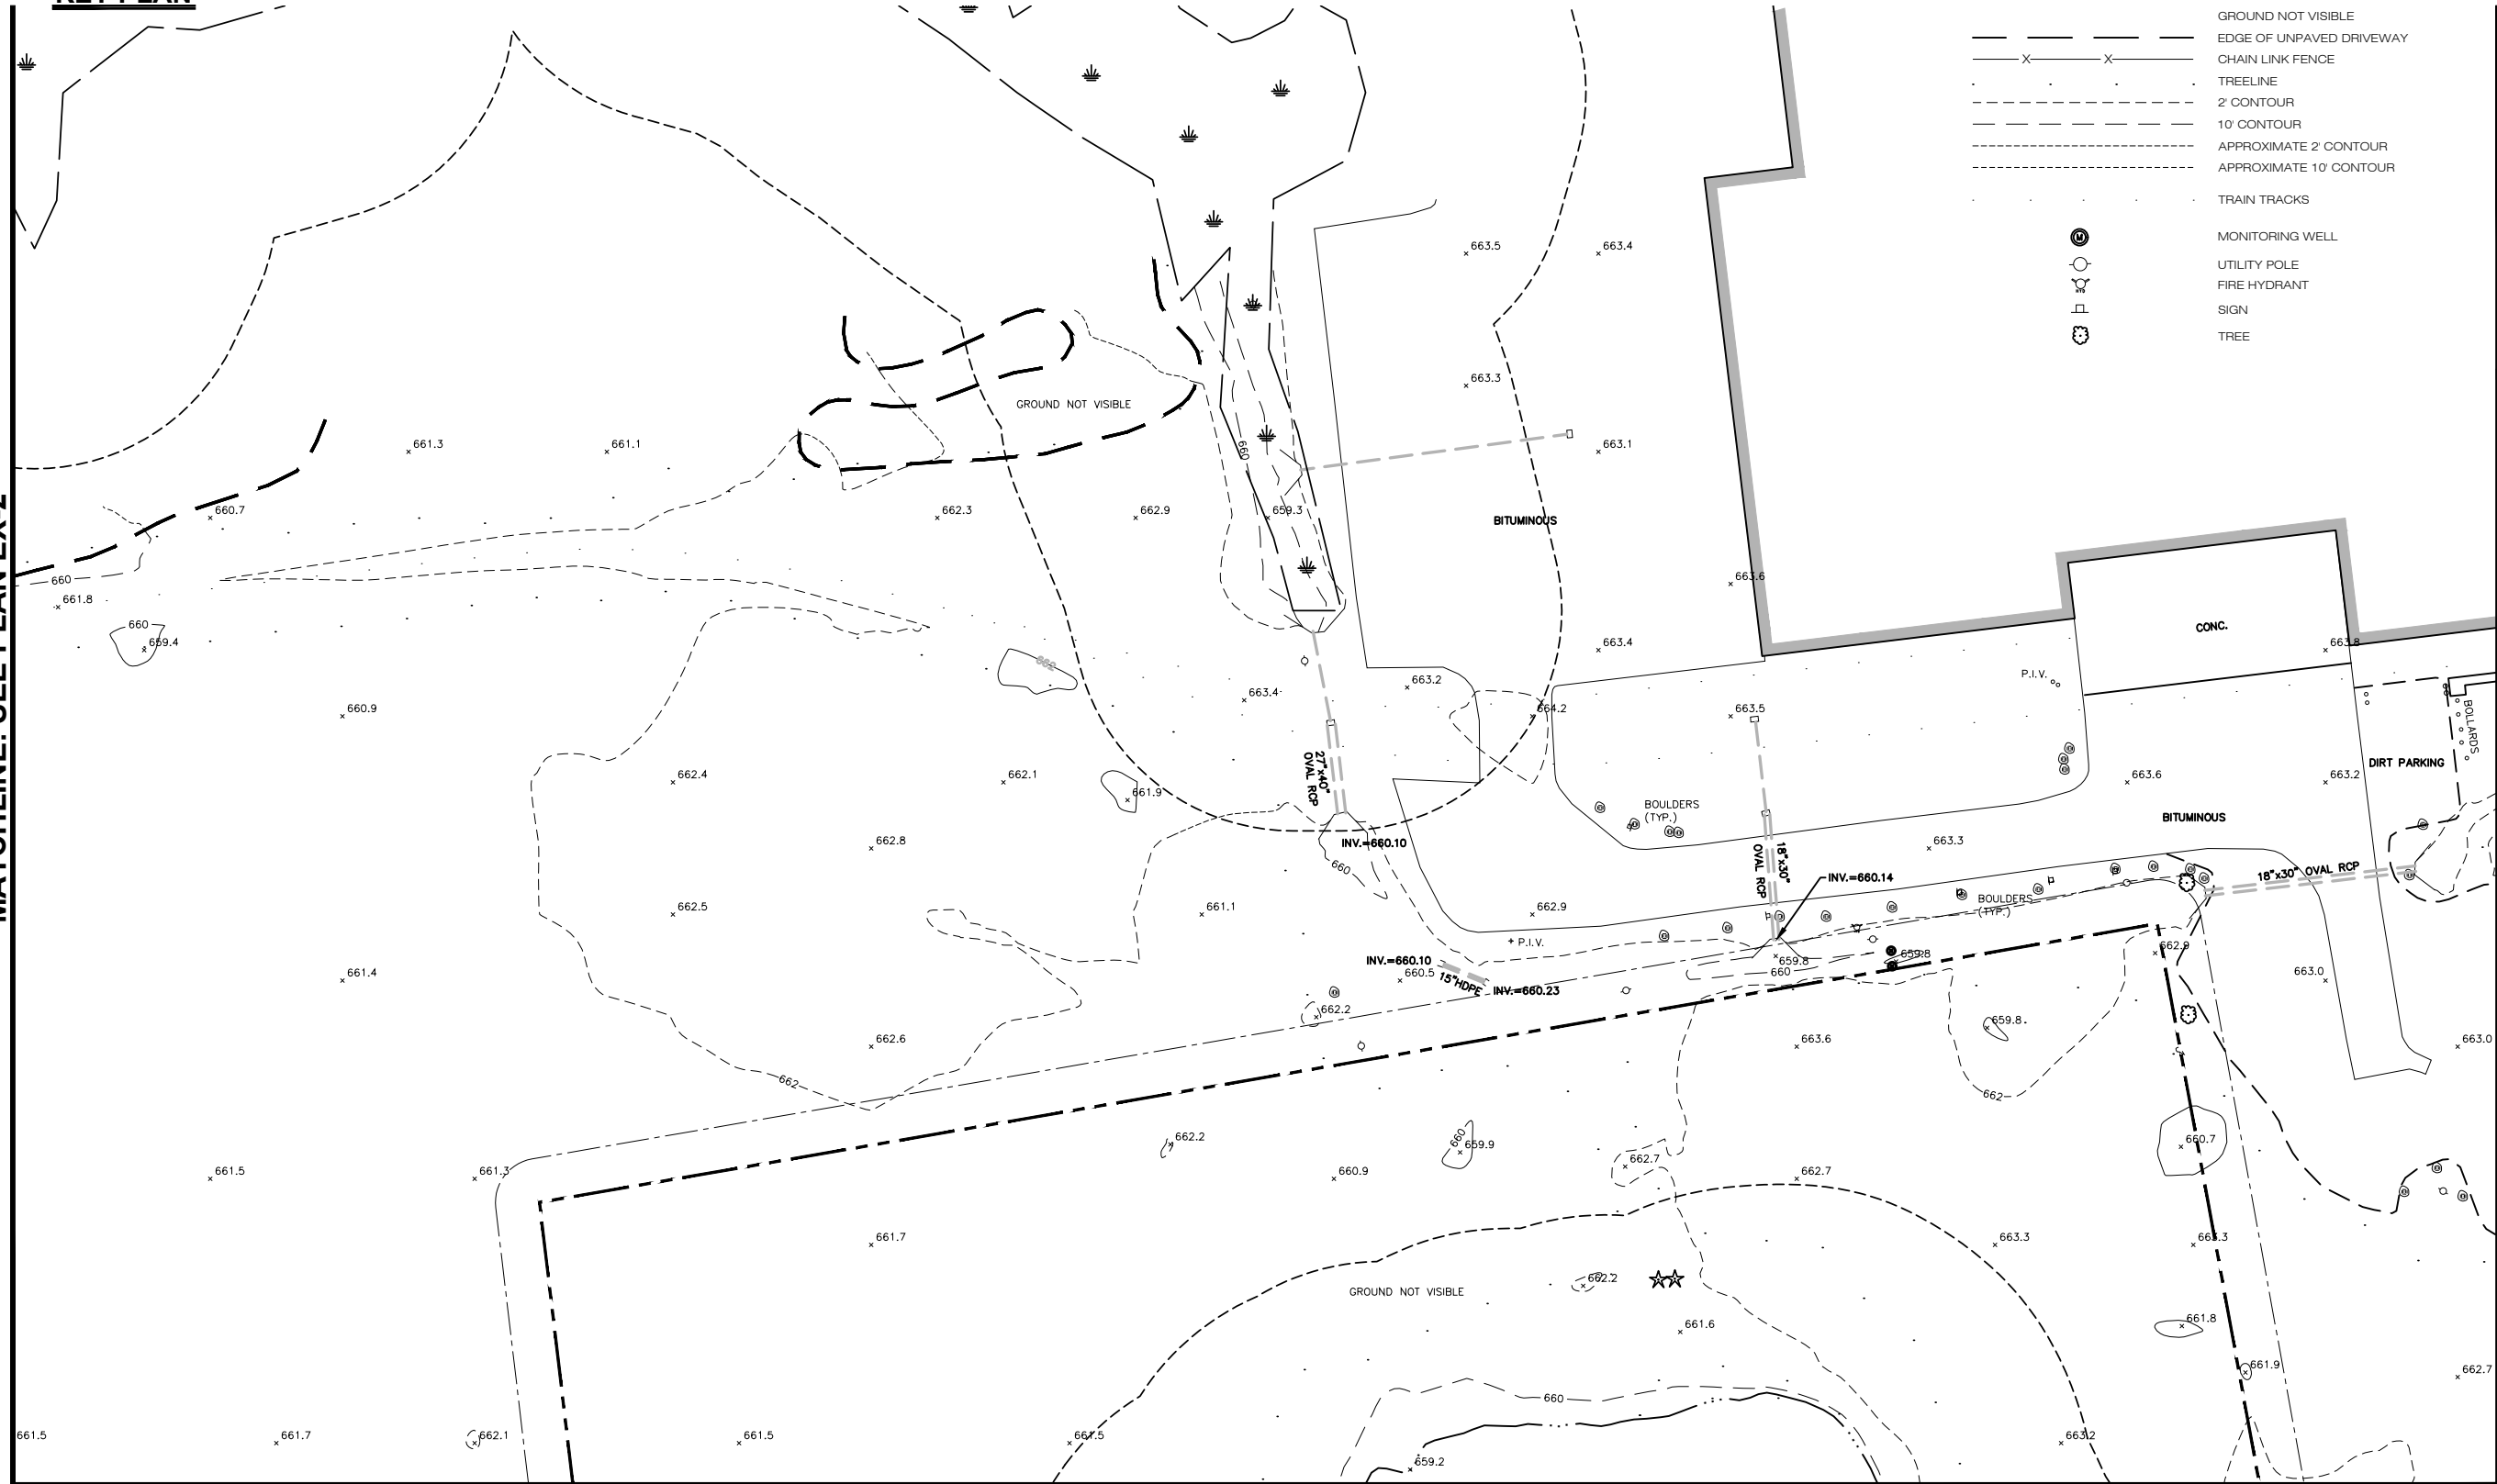 GROUND NOT VISIBLE
EDGE OF UNPAVED DRIVEWAY
X X CHAIN LINK FENCE
TREELINE
2' CONTOUR
10' CONTOUR
APPROXIMATE 2' CONTOUR
APPROXIMATE 10' CONTOUR
TRAIN TRACKS
M MONITORING WELL
UTILITY POLE
HYD FIRE HYDRANT
SIGN
TREE
663.5
663.4
663.3
GROUND NOT VISIBLE
661.3
661.1
660
663.1
660.7
662.3
662.9
659.3
BITUMINOUS
660
661.8
663.6
660
659.4
CONC.
663.4
663.8
662
663.4
663.2
P.I.V.
660.9
664.2
663.5
BOLLARDS
27"x40"
OVAL RCP
662.4
662.1
DIRT PARKING
663.6
663.2
661.9
BOULDERS
(TYP.)
BITUMINOUS
662.8
INV.=660.10
663.3
18"x30"
OVAL RCP
660
18"x30" OVAL RCP
INV.=660.14
BOULDERS
(TYP.)
662.5
661.1
662.9
P.I.V.
659.8
659.8
662.9
INV.=660.10
660.5
660
661.4
15"HDPE
INV.=660.23
663.0
662.2
659.8
662.6
663.6
663.0
662
662
662.2
660
659.9
660.7
662.7
661.5
661.3
660.9
662.7
661.7
663.3
663.3
GROUND NOT VISIBLE
662.2
661.6
661.8
661.9
662.7
660
661.5
661.7
662.1
661.5
661.5
663.2
659.2